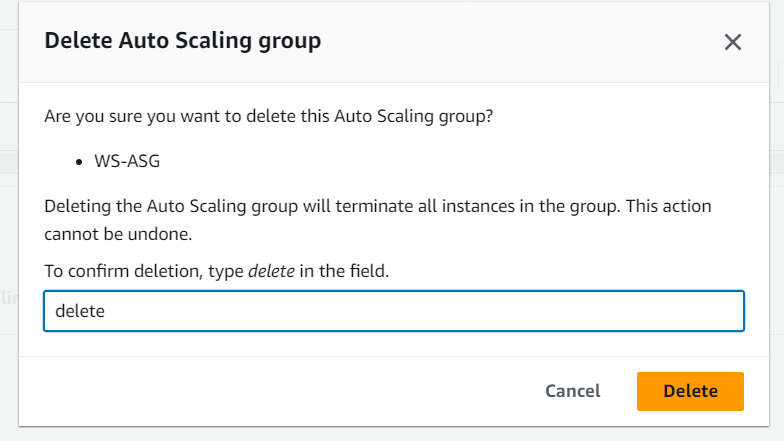 Delete Auto Scaling group
Are you sure you want to delete this Auto Scaling group?
• WS-ASG
Deleting the Auto Scaling group will terminate all instances in the group. This action
cannot be undone.
To confirm deletion, type delete in the field.
delete
Cancel
Delete